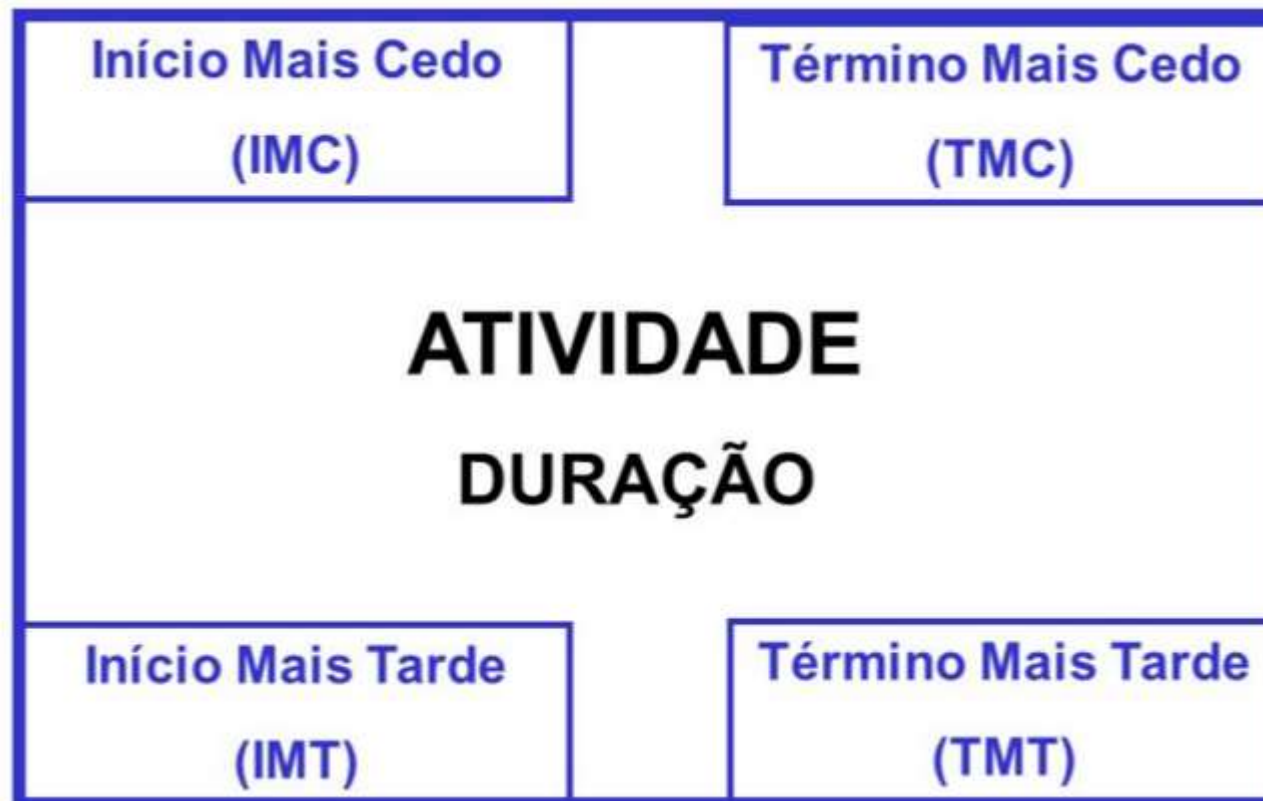 Início Mais Cedo
(IMC)
Término Mais Cedo
(TMC)
ATIVIDADE
DURAÇÃO
Início Mais Tarde
(IMT)
Término Mais Tarde
(TMT)